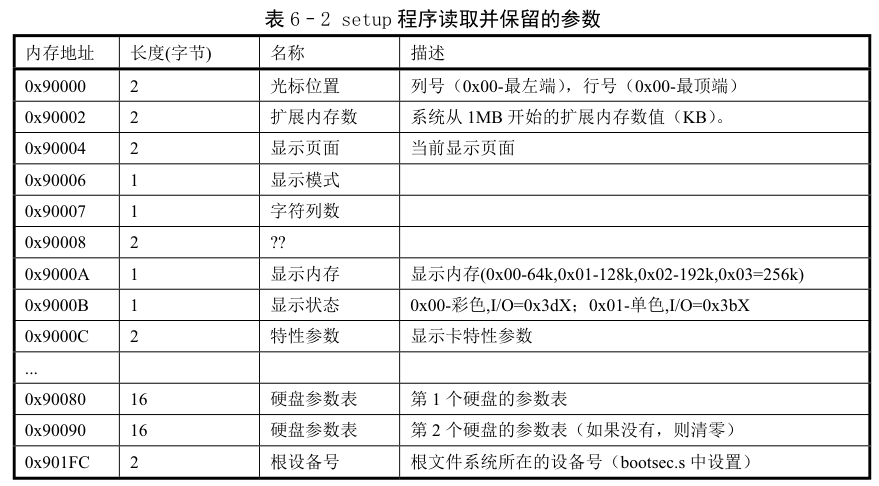 表 6-2 setup 程序读取并保留的参数
内存地址 长度(字节) 名称 描述
0x90000 2 光标位置 列号（0x00-最左端），行号（0x00-最顶端）
0x90002 2 扩展内存数 系统从 1MB 开始的扩展内存数值（KB）。
0x90004 2 显示页面 当前显示页面
0x90006 1 显示模式
0x90007 1 字符列数
0x90008 2 ??
0x9000A 1 显示内存 显示内存(0x00-64k,0x01-128k,0x02-192k,0x03=256k)
0x9000B 1 显示状态 0x00-彩色,I/O=0x3dX；0x01-单色,I/O=0x3bX
0x9000C 2 特性参数 显示卡特性参数
...
0x90080 16 硬盘参数表 第 1 个硬盘的参数表
0x90090 16 硬盘参数表 第 2 个硬盘的参数表（如果没有，则清零）
0x901FC 2 根设备号 根文件系统所在的设备号（bootsec.s 中设置）